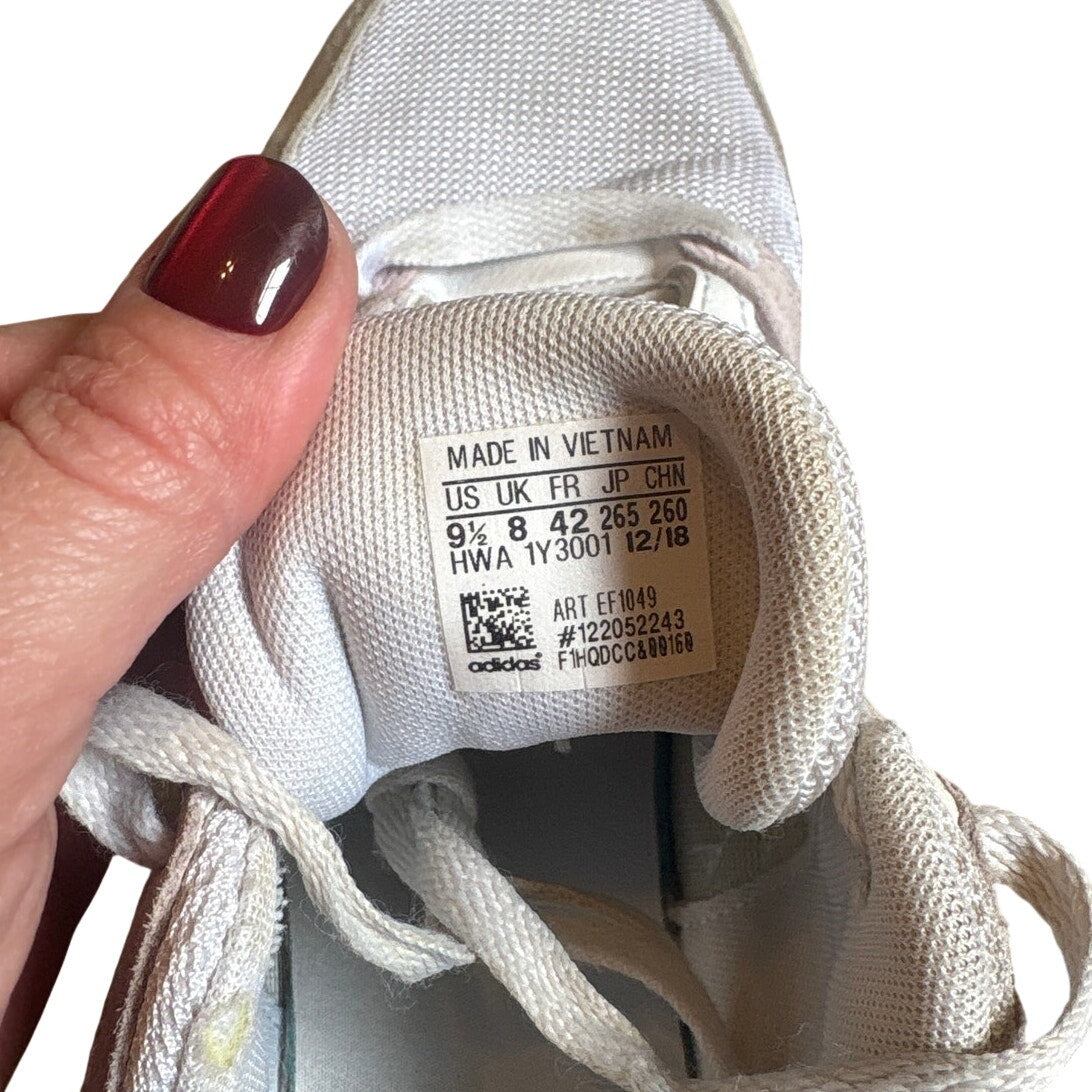 MADE IN VIETNAM
US UK FR JP CHN
9½ 8 42 265 260
HWA 1Y3001 12/18
ART EF1049
#122052243
F1HQDCC&00160
adidas